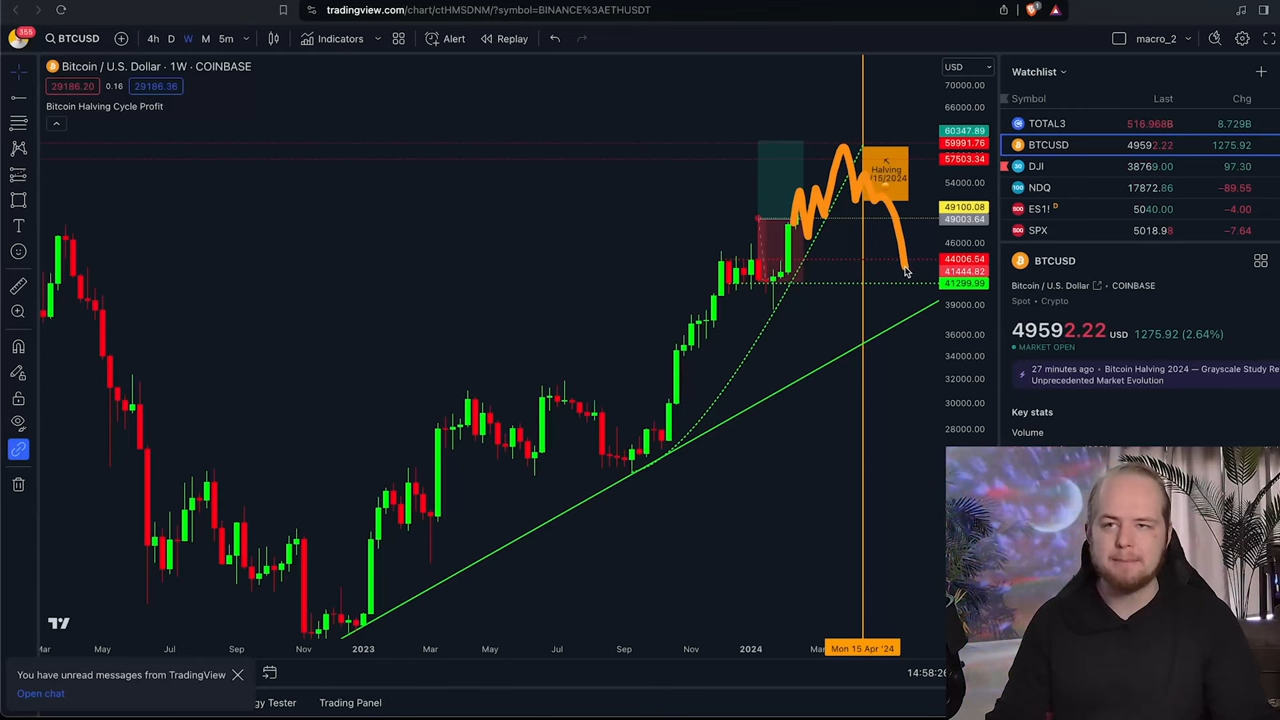 tradingview.com/chart/ctHMSDNM/?symbol=BINANCE%3AETHUSDT
355
BTCUSD
4h D W M 5m
Indicators
Alert
Replay
macro_2
Bitcoin / U.S. Dollar · 1W · COINBASE
29186.20 0.16 29186.36
Bitcoin Halving Cycle Profit
USD
70000.00
66000.00
60347.89
59991.76
57503.34
54000.00
49100.08
49003.64
46000.00
44006.54
41444.82
41299.99
39000.00
36000.00
34000.00
32000.00
30000.00
28000.00
Halving
/15/2024
Mar May Jul Sep Nov 2023 Mar May Jul Sep Nov 2024 Mar
Mon 15 Apr '24
14:58:26
You have unread messages from TradingView
Open chat
gy Tester
Trading Panel
Watchlist
Symbol Last Chg
TOTAL3 516.968B 8.729B
BTCUSD 49592.22 1275.92
DJI 38769.00 97.30
NDQ 17872.86 −89.55
ES1! D 5040.00 −4.00
SPX 5018.98 −7.64
BTCUSD
Bitcoin / U.S. Dollar · COINBASE
Spot · Crypto
49592.22 USD 1275.92 (2.64%)
MARKET OPEN
27 minutes ago · Bitcoin Halving 2024 — Grayscale Study Re
Unprecedented Market Evolution
Key stats
Volume